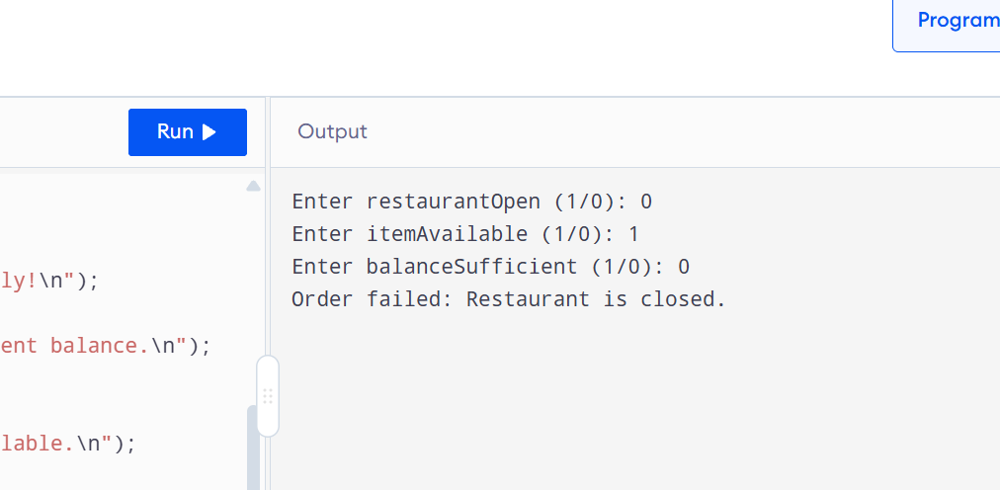 Program
Run
Output
Enter restaurantOpen (1/0): 0
Enter itemAvailable (1/0): 1
Enter balanceSufficient (1/0): 0
Order failed: Restaurant is closed.
ly!\n");
ent balance.\n");
lable.\n");